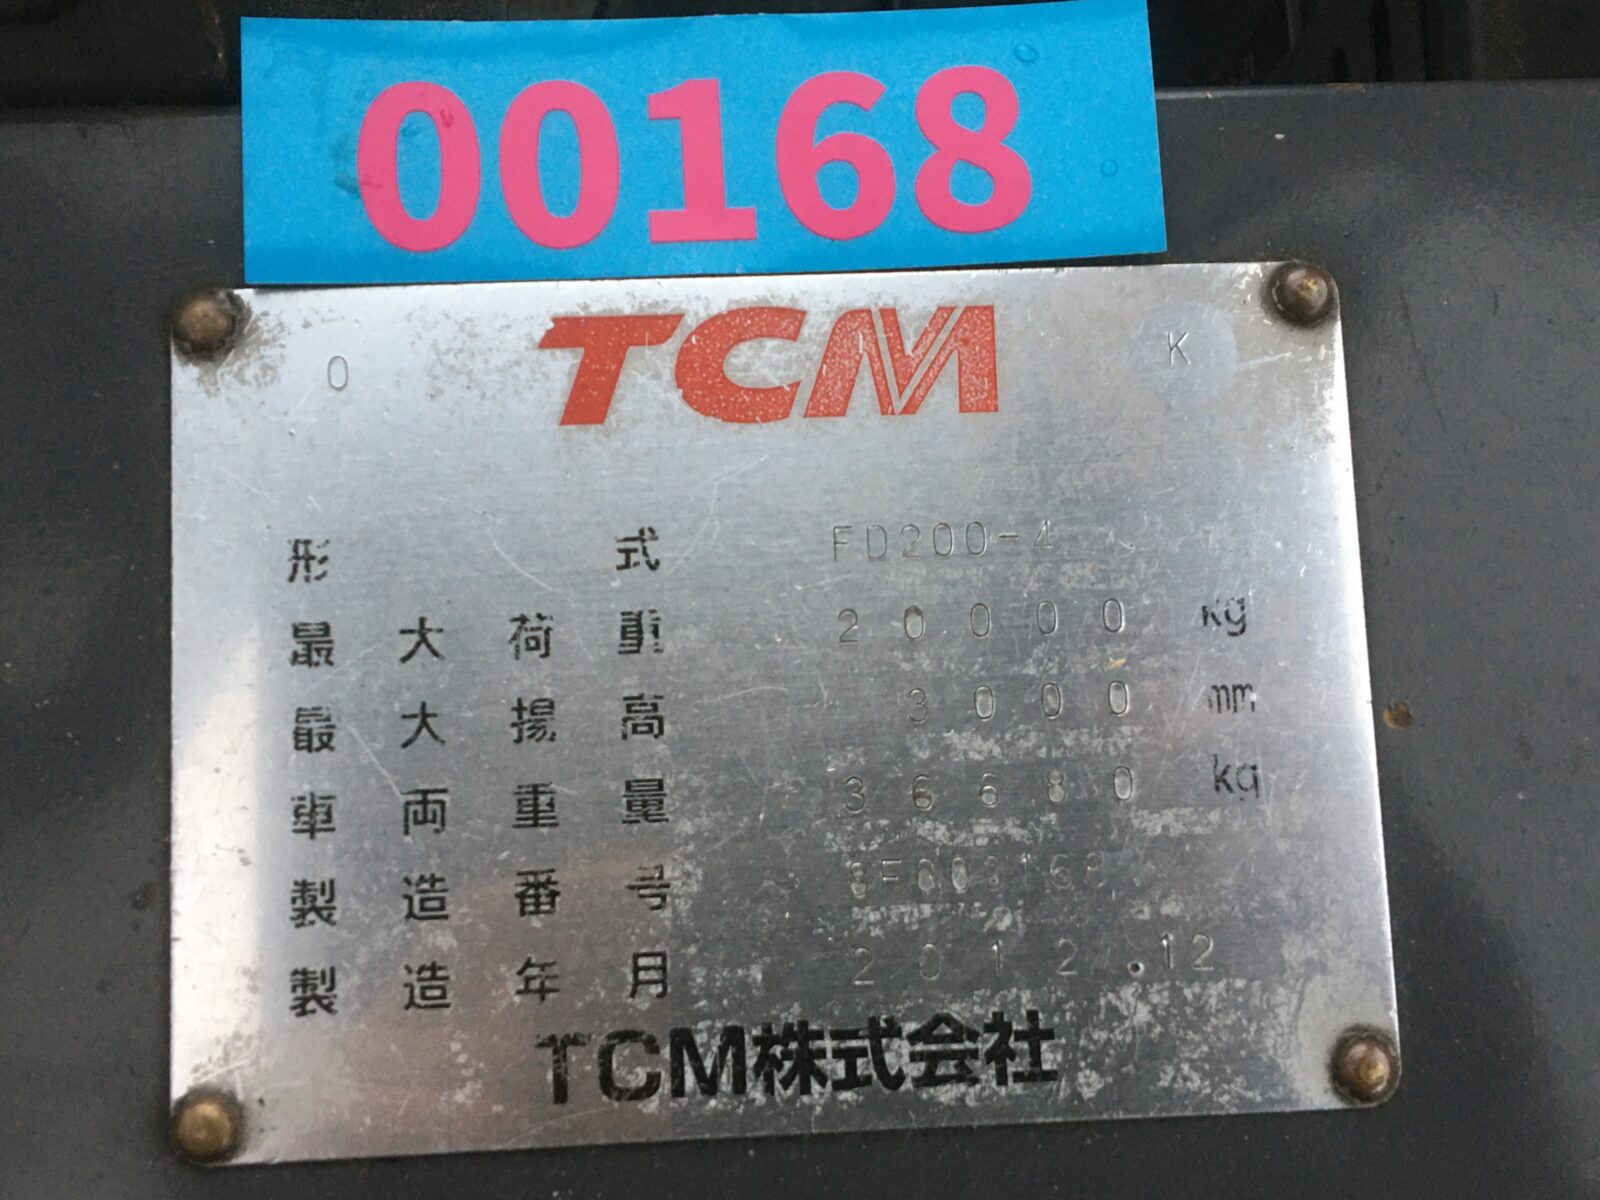 00168
O TCM K
形式 FD200-4
最大荷重 20000 kg
最大揚高 3000 mm
車両重量 36680 kg
製造番号
製造年月 2012.12
TCM株式会社